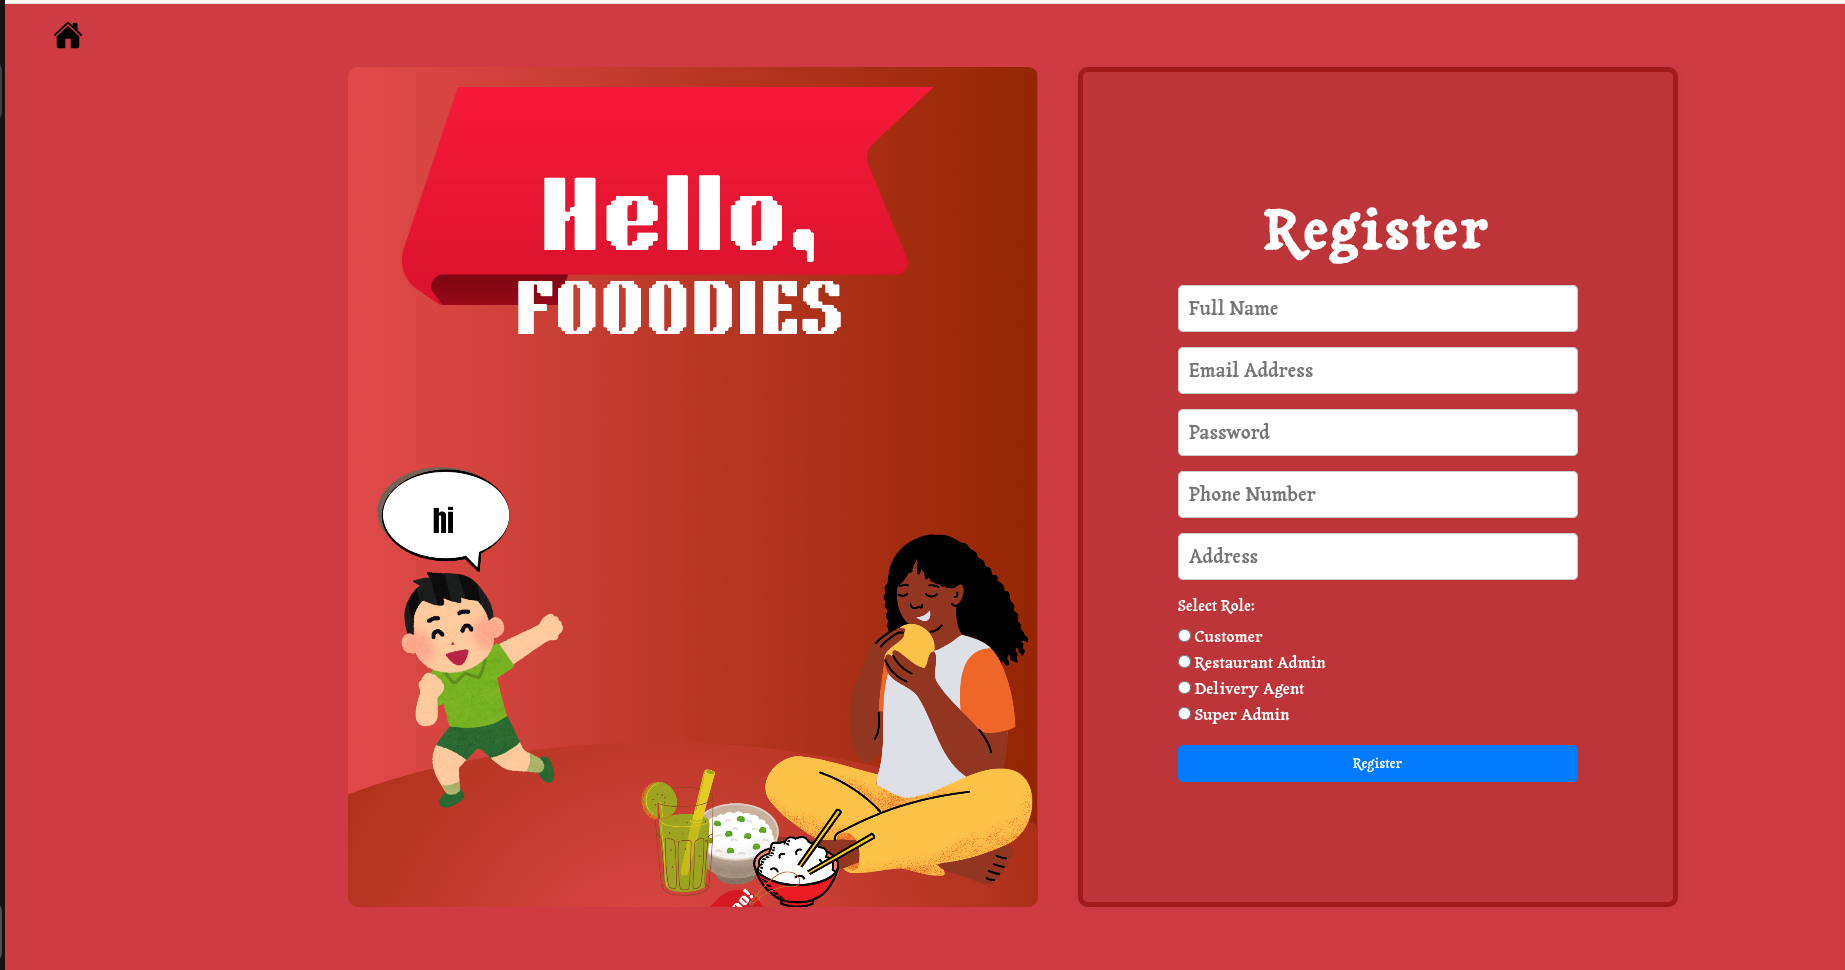 Hello,
FOOODIES
hi
no!
Register
Full Name
Email Address
Password
Phone Number
Address
Select Role:
Customer
Restaurant Admin
Delivery Agent
Super Admin
Register